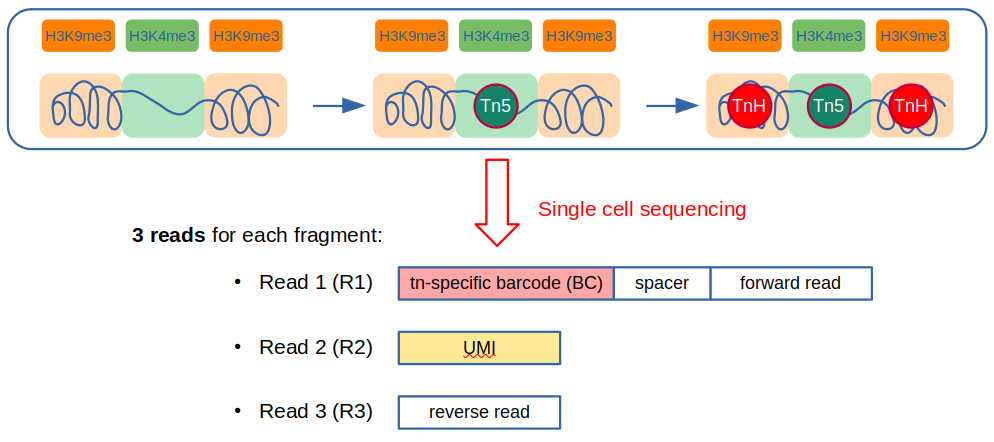 H3K9me3 H3K4me3 H3K9me3 H3K9me3 H3K4me3 H3K9me3 H3K9me3 H3K4me3 H3K9me3
Tn5 TnH Tn5 TnH
Single cell sequencing
3 reads for each fragment:
• Read 1 (R1) tn-specific barcode (BC) spacer forward read
• Read 2 (R2) UMI
• Read 3 (R3) reverse read